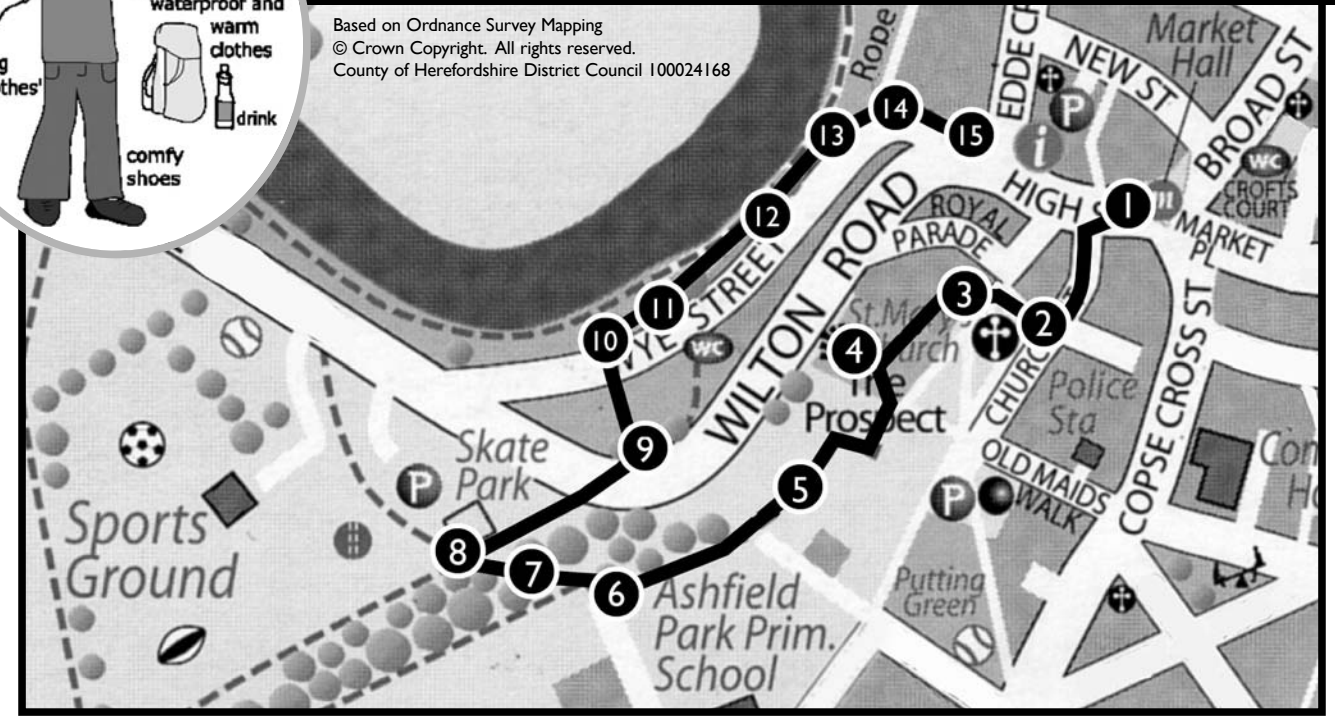 waterproof and
warm
clothes
drink
comfy
shoes
Based on Ordnance Survey Mapping
© Crown Copyright. All rights reserved.
County of Herefordshire District Council 100024168
Rope
NEW ST
Market
Hall
BROAD ST
P
i
WC
CROFTS
COURT
HIGH S
m
MARKET
PL
ROYAL
PARADE
WILTON ROAD
WYE STREET
WC
St.Mary's
Church
The
Prospect
CHURCH
Police
Sta
COPSE CROSS ST
OLD MAIDS
WALK
P
Putting
Green
Skate
Park
P
Sports
Ground
Ashfield
Park Prim.
School
1
2
3
4
5
6
7
8
9
10
11
12
13
14
15